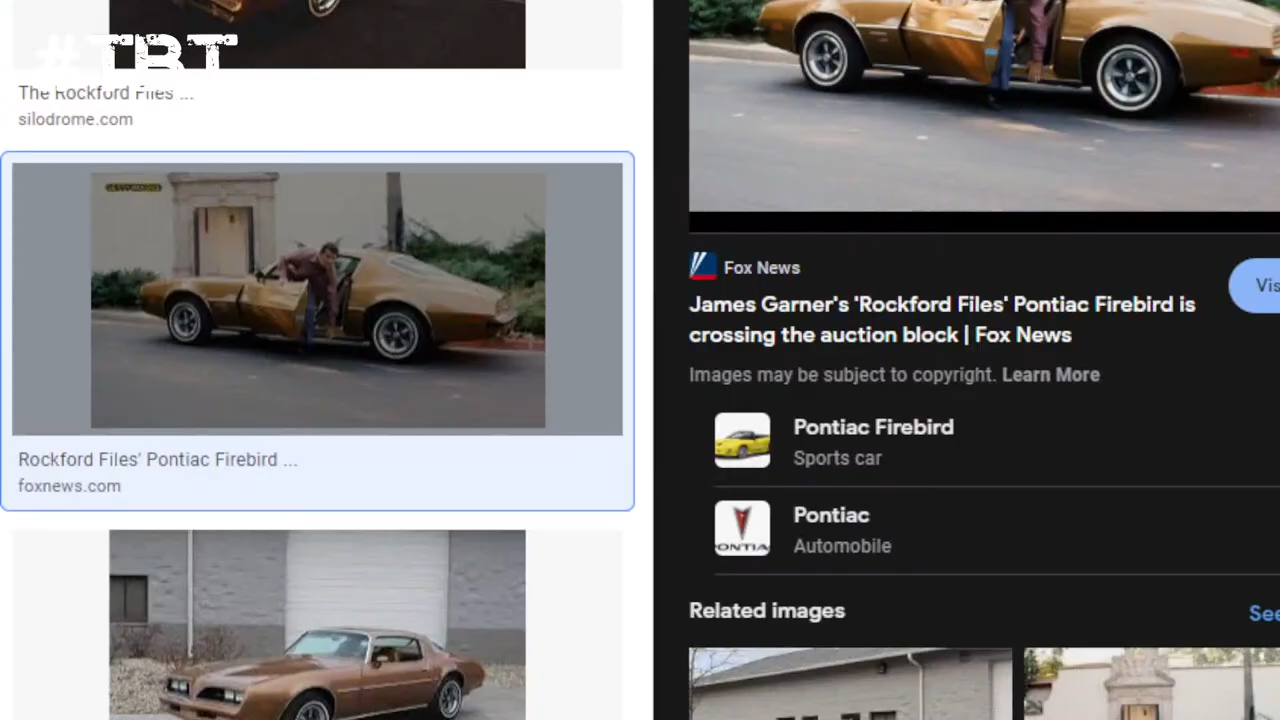 #TBT
The Rockford Files ...
silodrome.com
Rockford Files' Pontiac Firebird ...
foxnews.com
Fox News
James Garner's 'Rockford Files' Pontiac Firebird is
crossing the auction block | Fox News
Images may be subject to copyright. Learn More
Pontiac Firebird
Sports car
Pontiac
Automobile
Related images